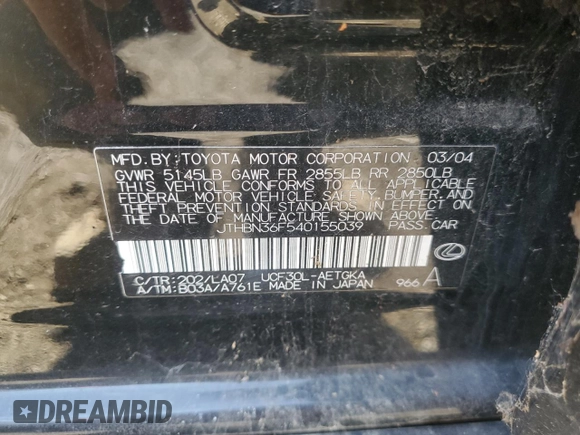 MFD.BY:TOYOTA MOTOR CORPORATION 03/04
GVWR 5145LB GAWR FR 2855LB RR 2850LB
THIS VEHICLE CONFORMS TO ALL APPLICABLE
FEDERAL MOTOR VEHICLE SAFETY, BUMPER, AND
THEFT PREVENTION STANDARDS IN EFFECT ON
THE DATE OF MANUFACTURE SHOWN ABOVE.
JTHBN36F540155039 PASS.CAR
C/TR:202/LA07 UCF30L-AETGKA
A/TM:B03A/A761E MADE IN JAPAN 966 A
DREAMBID